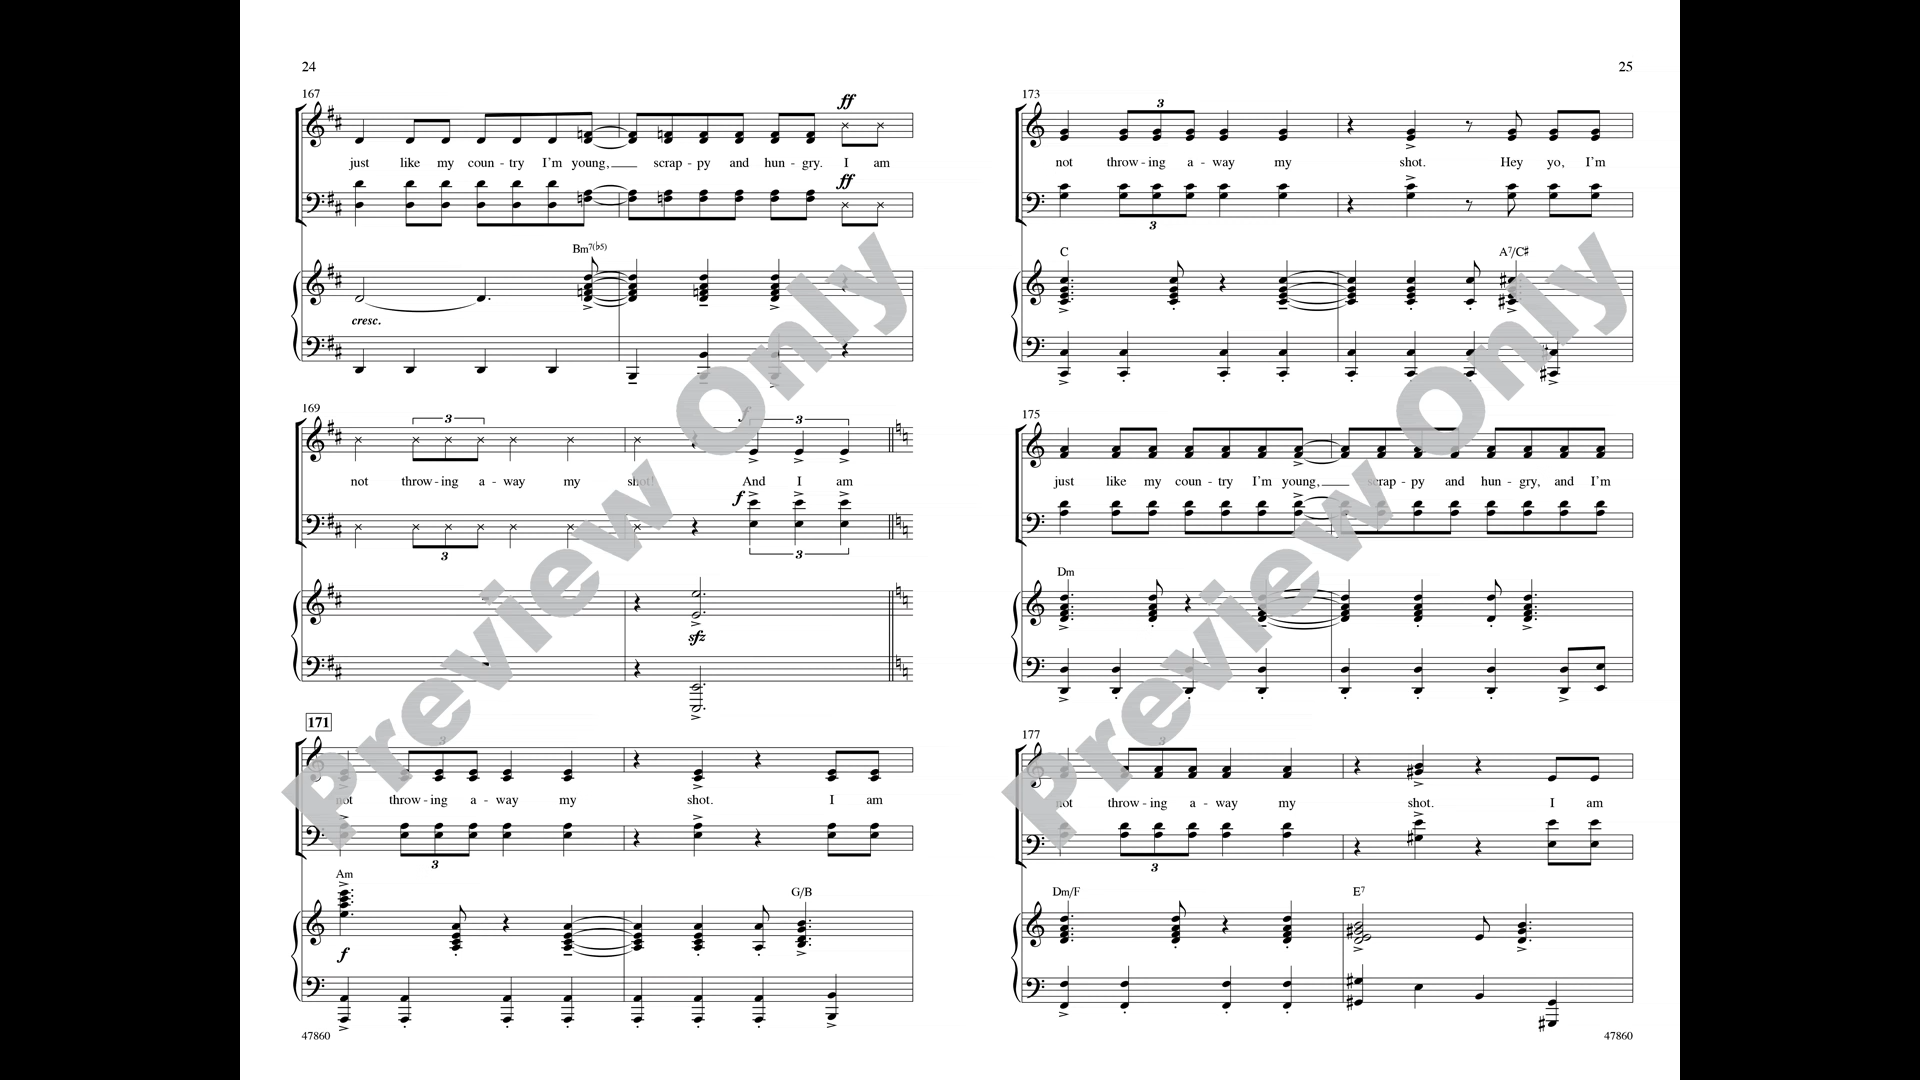 24
167
ff
just like my coun - try I'm young, scrap - py and hun - gry. I am
ff
Bm7(♭5)
cresc.
169
3
f
3
not throw - ing a - way my shot! And I am
f
3
3
sfz
171
3
not throw - ing a - way my shot. I am
3
Am
G/B
f
47860
25
173
3
not throw - ing a - way my shot. Hey yo, I'm
3
C
A7/C♯
175
just like my coun - try I'm young, scrap - py and hun - gry, and I'm
Dm
177
3
not throw - ing a - way my shot. I am
3
Dm/F
E7
47860
Preview Only
Preview Only